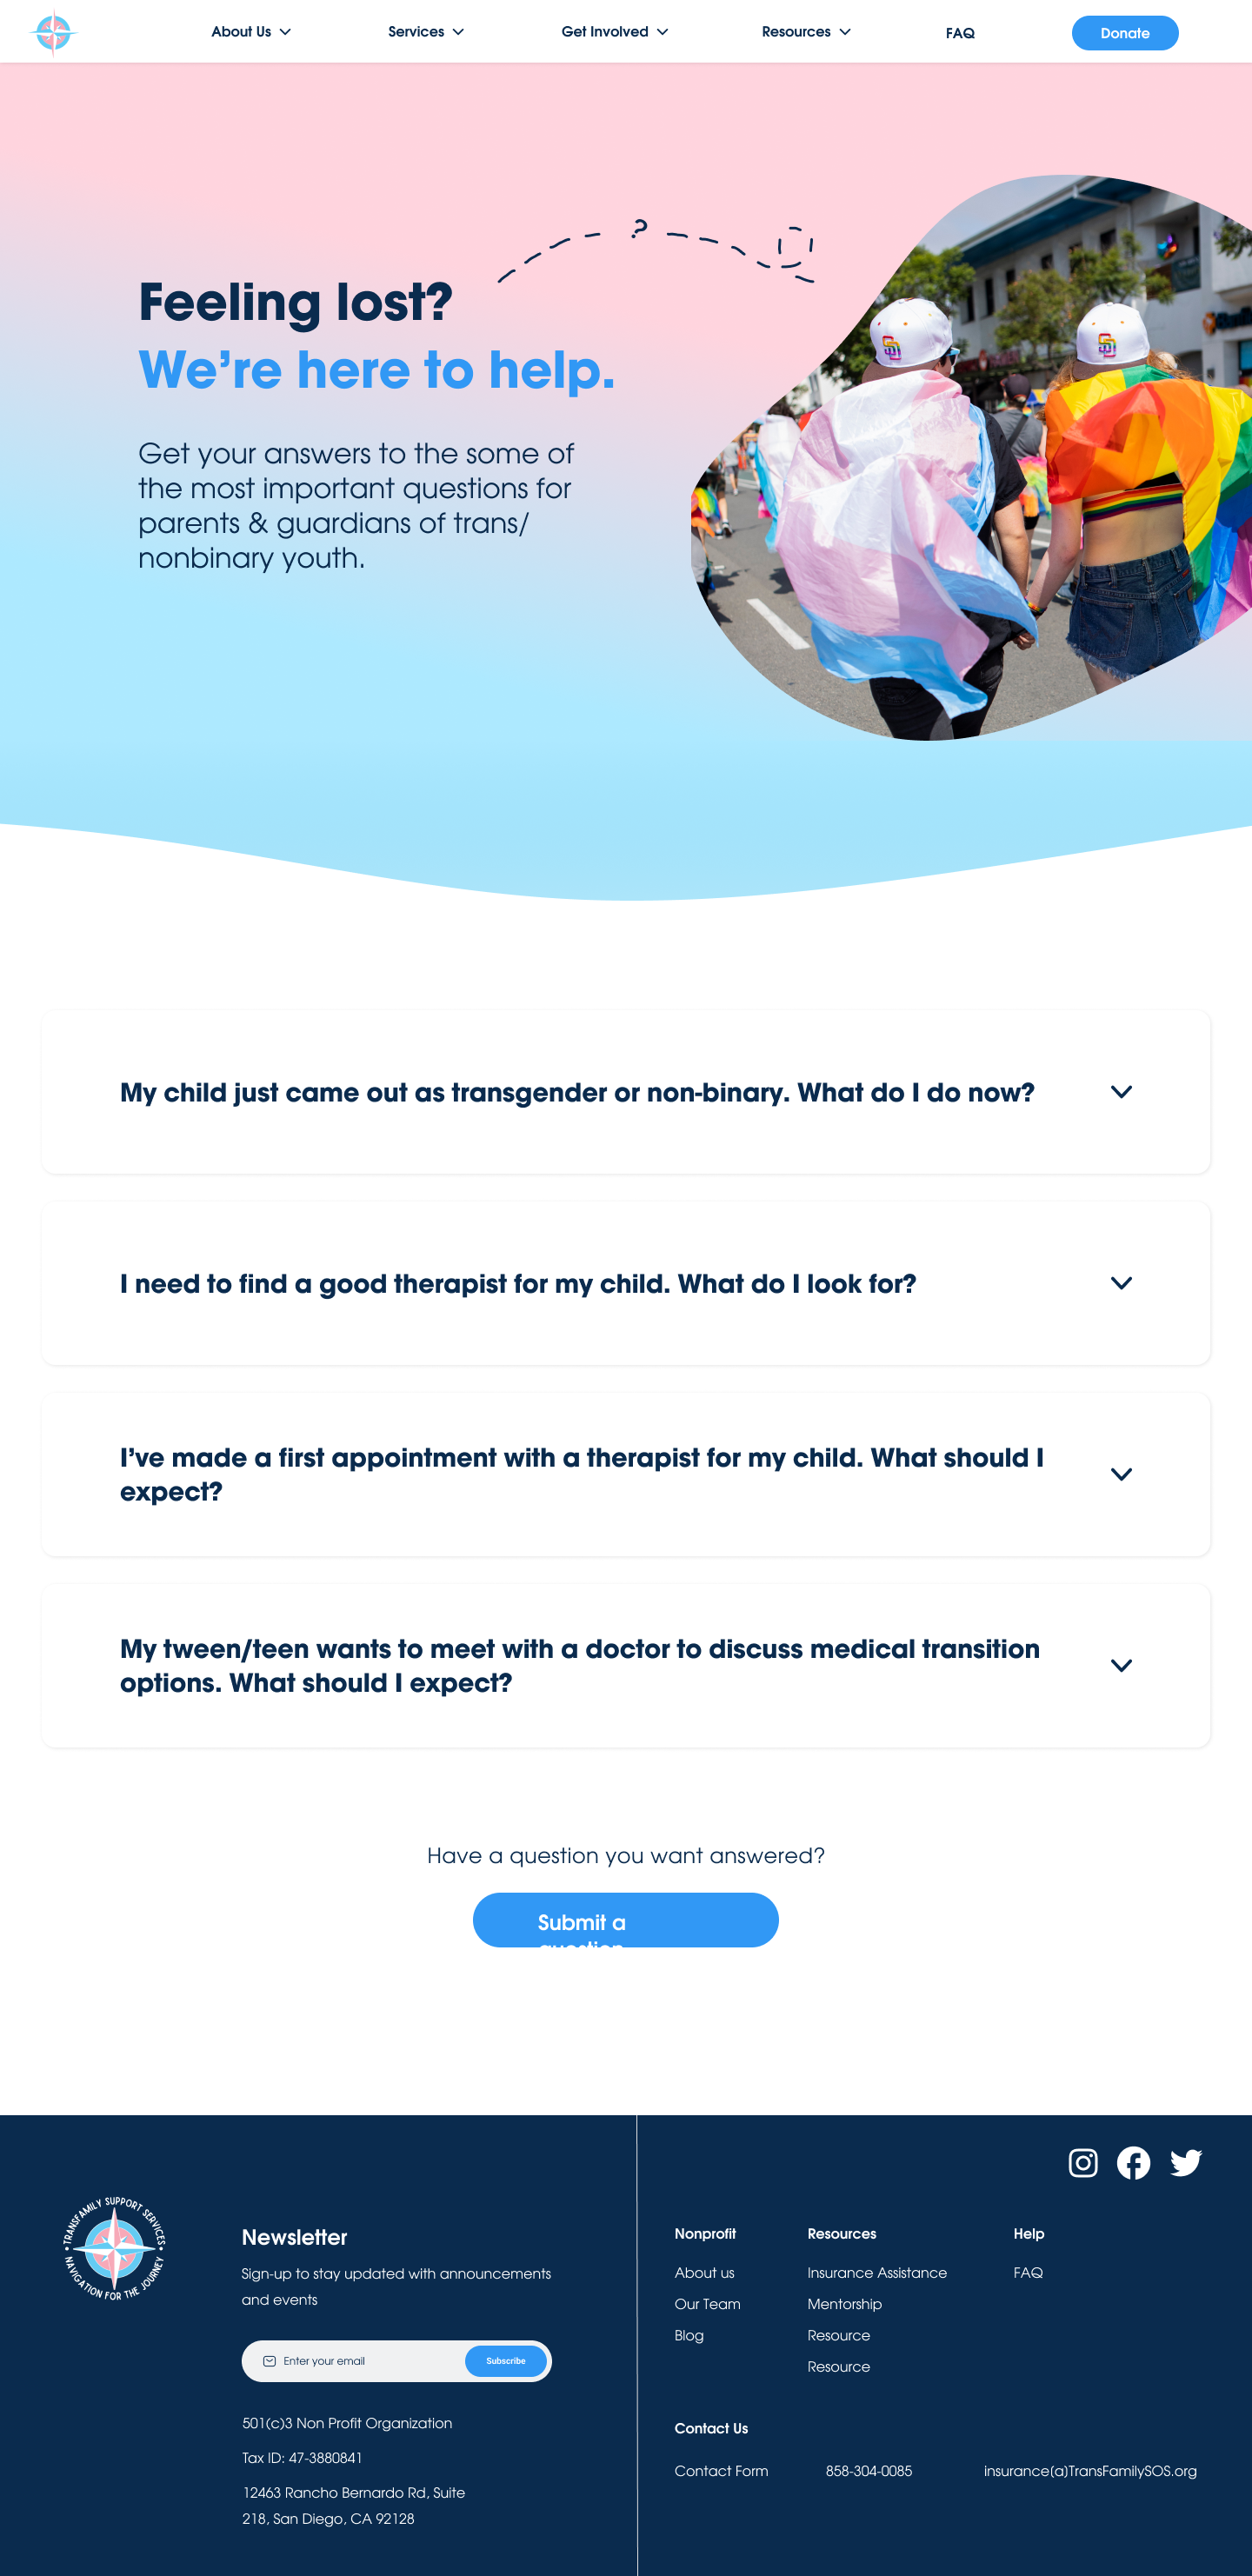 About Us
Services
Get Involved
Resources
FAQ
Donate
?
Feeling lost?
We’re here to help.
Get your answers to the some of
the most important questions for
parents & guardians of trans/
nonbinary youth.
SD
SD
My child just came out as transgender or non-binary. What do I do now?
I need to find a good therapist for my child. What do I look for?
I’ve made a first appointment with a therapist for my child. What should I
expect?
My tween/teen wants to meet with a doctor to discuss medical transition
options. What should I expect?
Have a question you want answered?
Submit a
question
TRANSFAMILY SUPPORT SERVICES
NAVIGATION FOR THE JOURNEY
Newsletter
Sign-up to stay updated with announcements
and events
Enter your email
Subscribe
501(c)3 Non Profit Organization
Tax ID: 47-3880841
12463 Rancho Bernardo Rd, Suite
218, San Diego, CA 92128
Nonprofit
About us
Our Team
Blog
Resources
Insurance Assistance
Mentorship
Resource
Resource
Help
FAQ
Contact Us
Contact Form
858-304-0085
insurance(a)TransFamilySOS.org